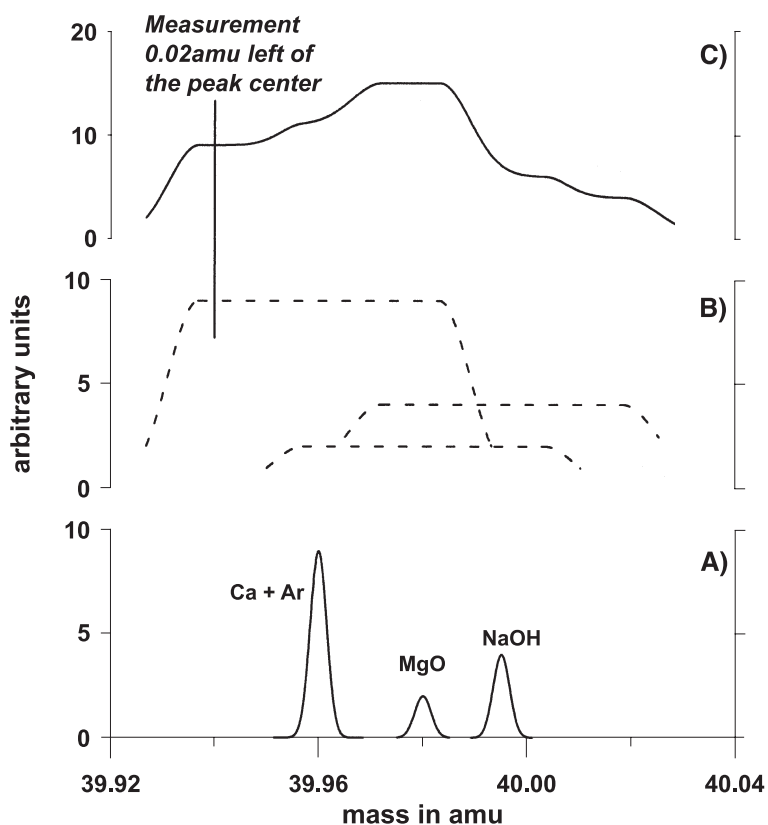 20
Measurement
0.02amu left of
the peak center
C)
10
0
10
B)
5
0
arbitrary units
10
A)
Ca + Ar
5
MgO
NaOH
0
39.92
39.96
40.00
40.04
mass in amu